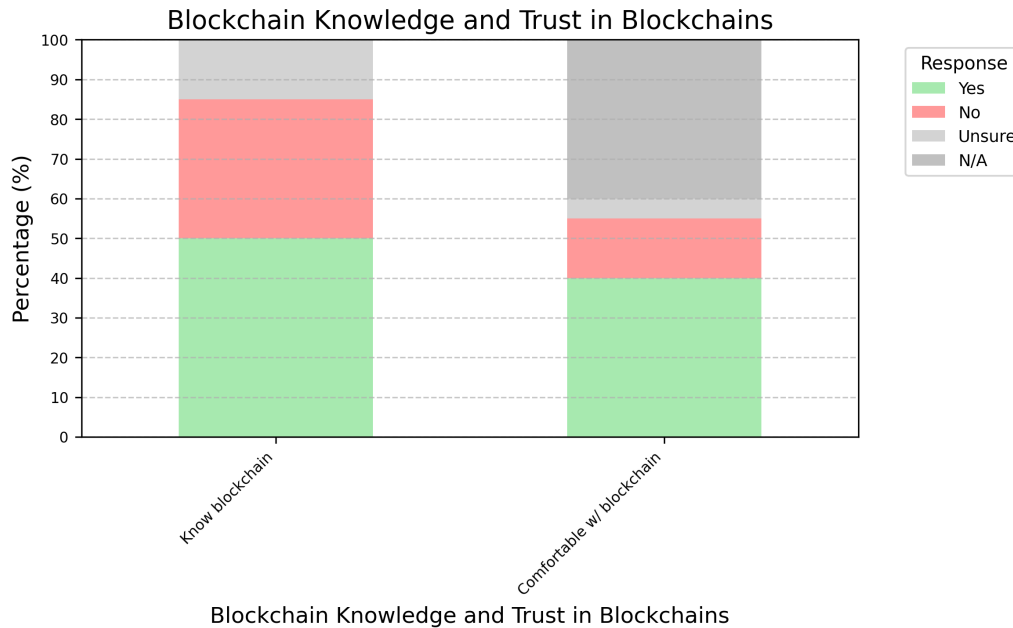 Blockchain Knowledge and Trust in Blockchains
Percentage (%)
100
90
80
70
60
50
40
30
20
10
0
Know blockchain
Comfortable w/ blockchain
Blockchain Knowledge and Trust in Blockchains
Response
Yes
No
Unsure
N/A